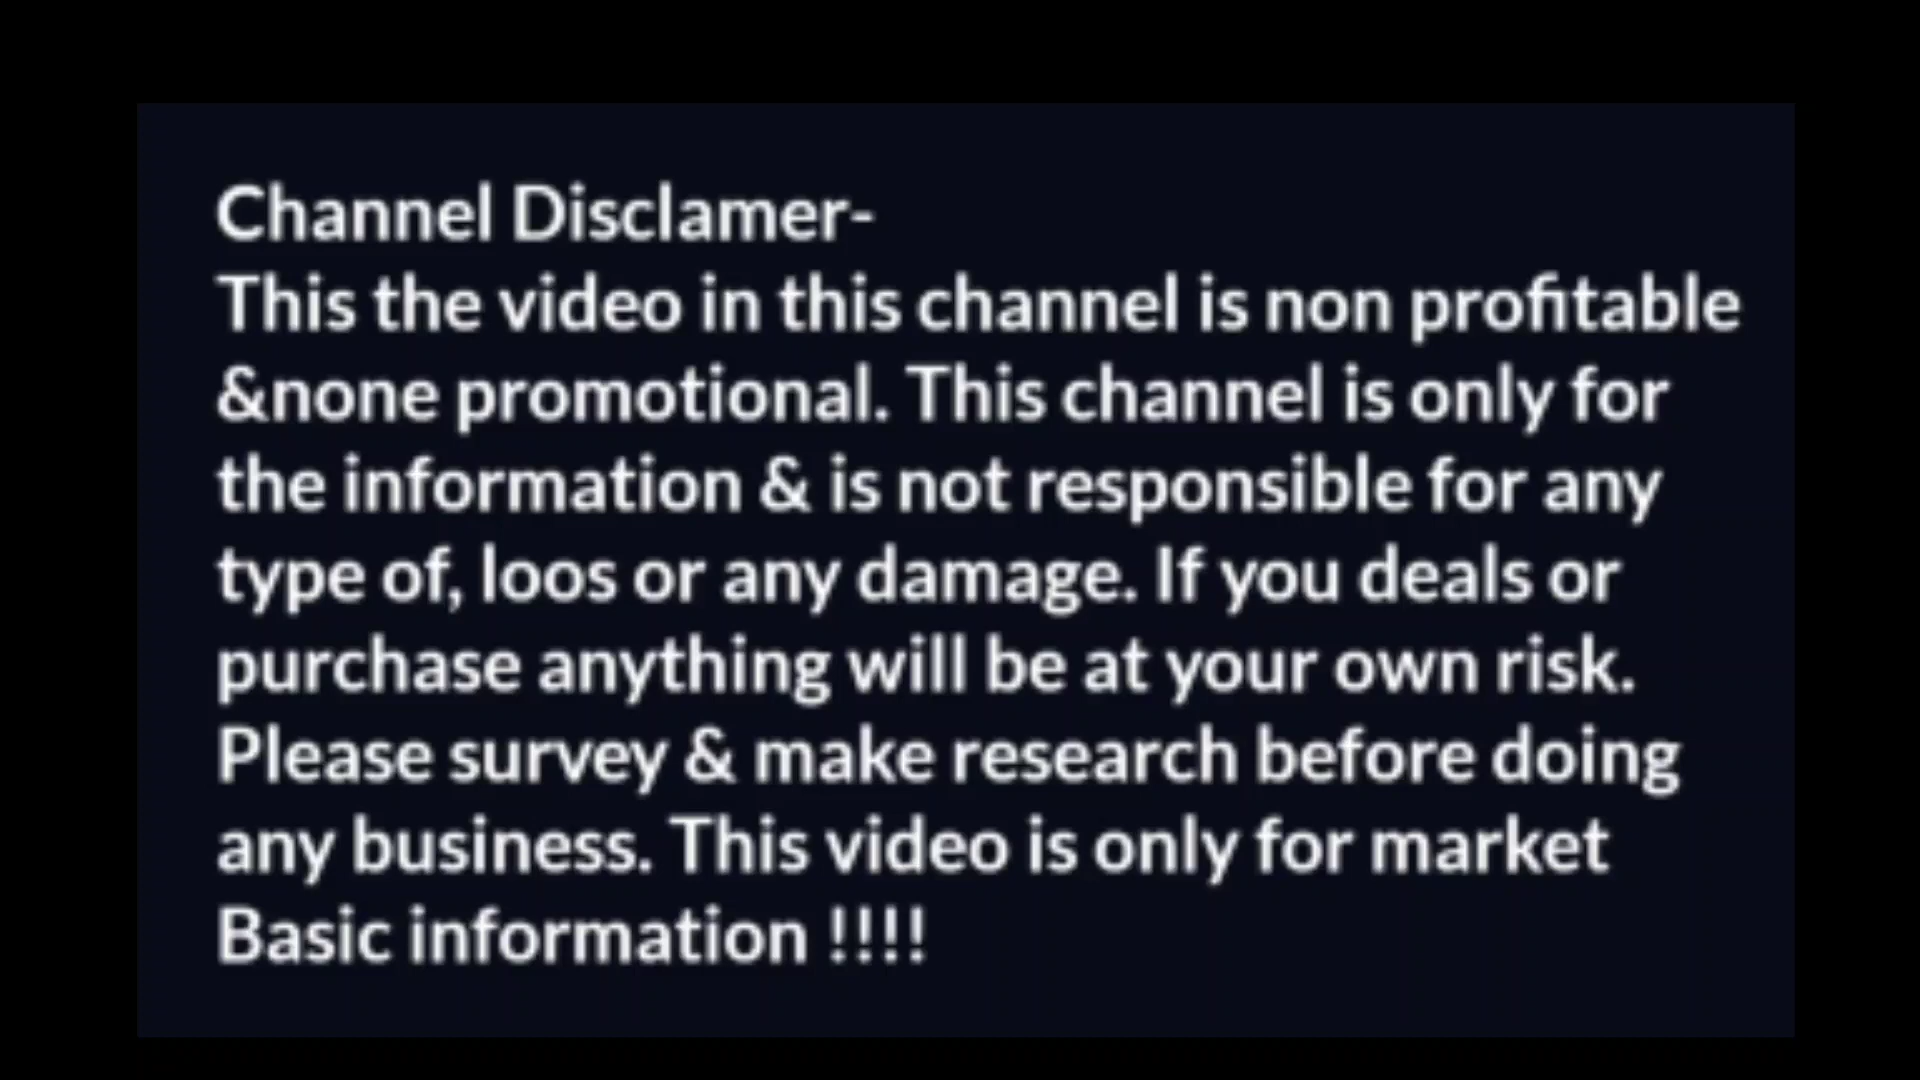 Channel Disclamer-
This the video in this channel is non profitable
&none promotional. This channel is only for
the information & is not responsible for any
type of, loos or any damage. If you deals or
purchase anything will be at your own risk.
Please survey & make research before doing
any business. This video is only for market
Basic information !!!!